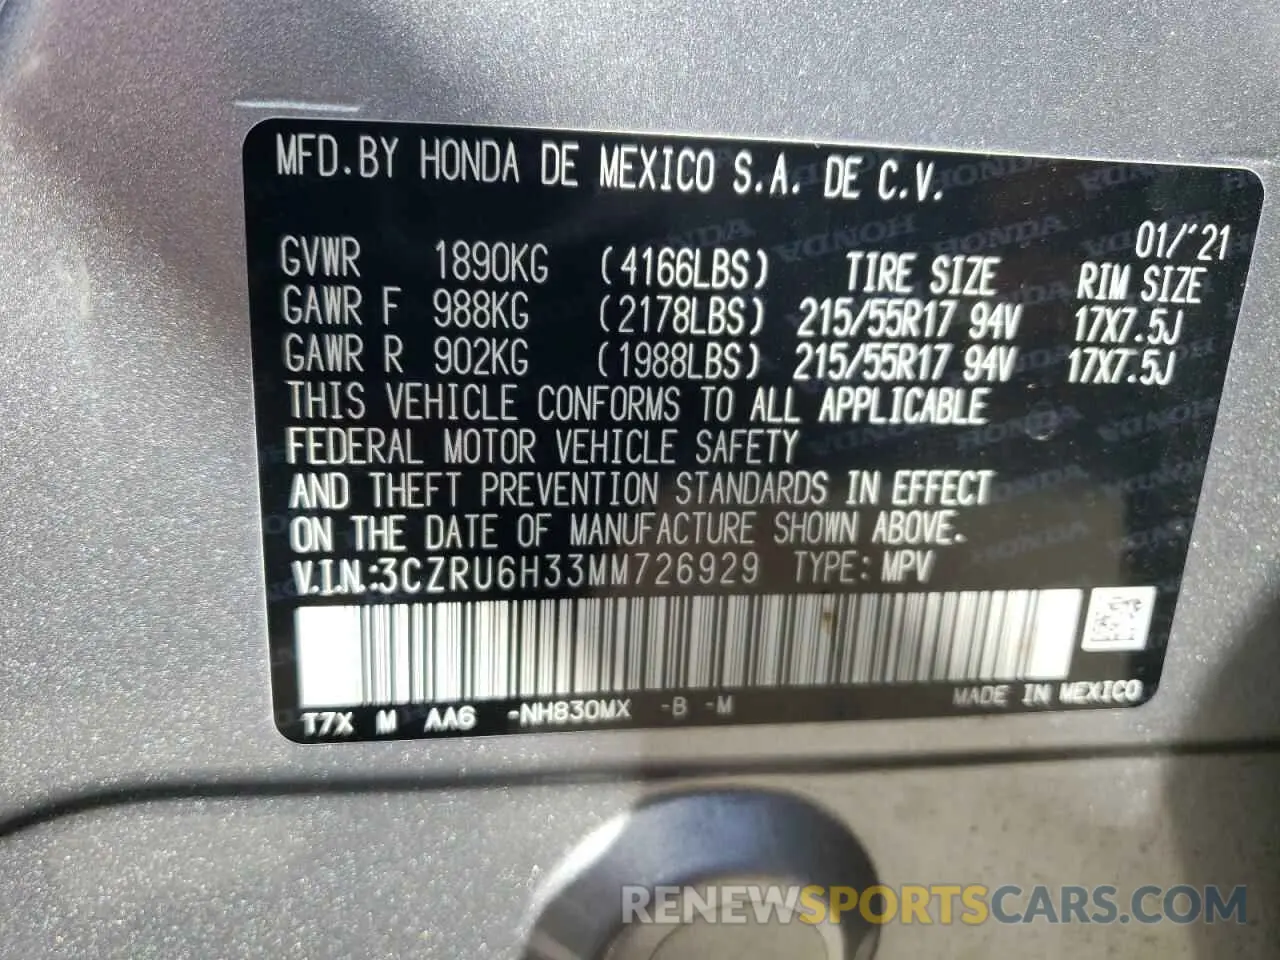 MFD.BY HONDA DE MEXICO S.A. DE C.V.
01/'21
GVWR 1890KG (4166LBS) TIRE SIZE RIM SIZE
GAWR F 988KG (2178LBS) 215/55R17 94V 17X7.5J
GAWR R 902KG (1988LBS) 215/55R17 94V 17X7.5J
THIS VEHICLE CONFORMS TO ALL APPLICABLE
FEDERAL MOTOR VEHICLE SAFETY
AND THEFT PREVENTION STANDARDS IN EFFECT
ON THE DATE OF MANUFACTURE SHOWN ABOVE.
V.I.N.:3CZRU6H33MM726929 TYPE: MPV
T7X M AA6 -NH830MX -B -M MADE IN MEXICO
RENEWSPORTSCARS.COM